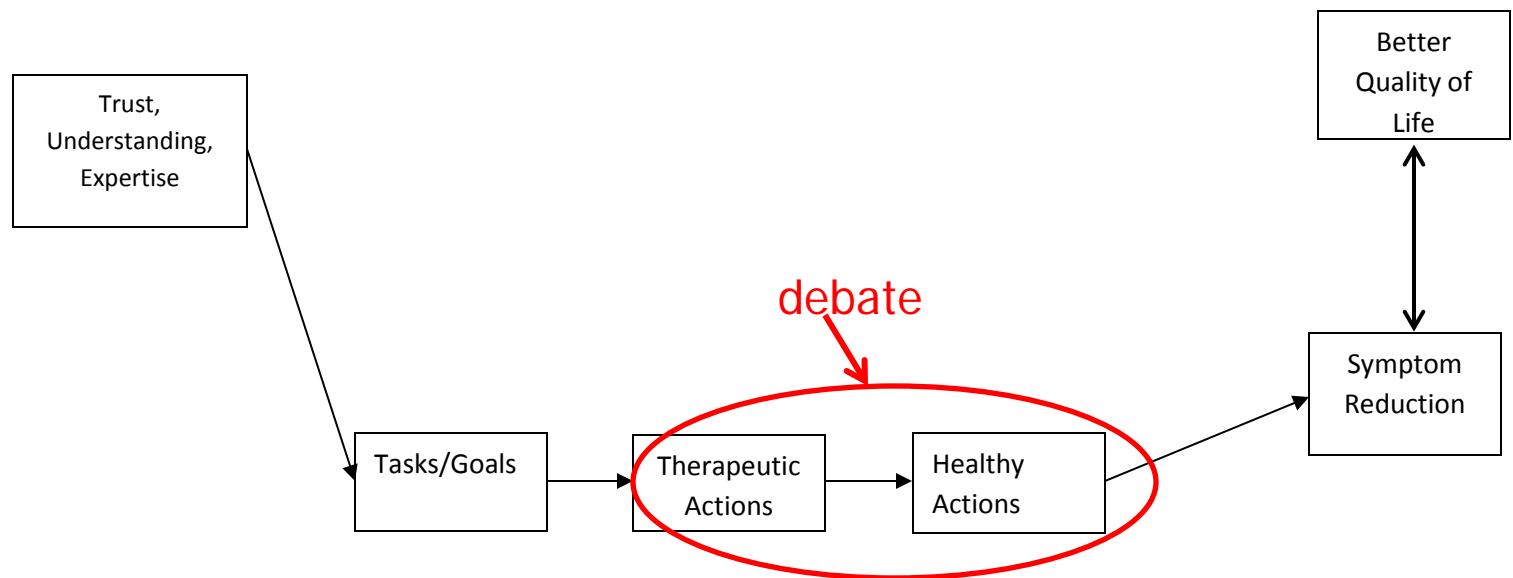 Trust,
Understanding,
Expertise
Tasks/Goals
debate
Therapeutic
Actions
Healthy
Actions
Symptom
Reduction
Better
Quality of
Life